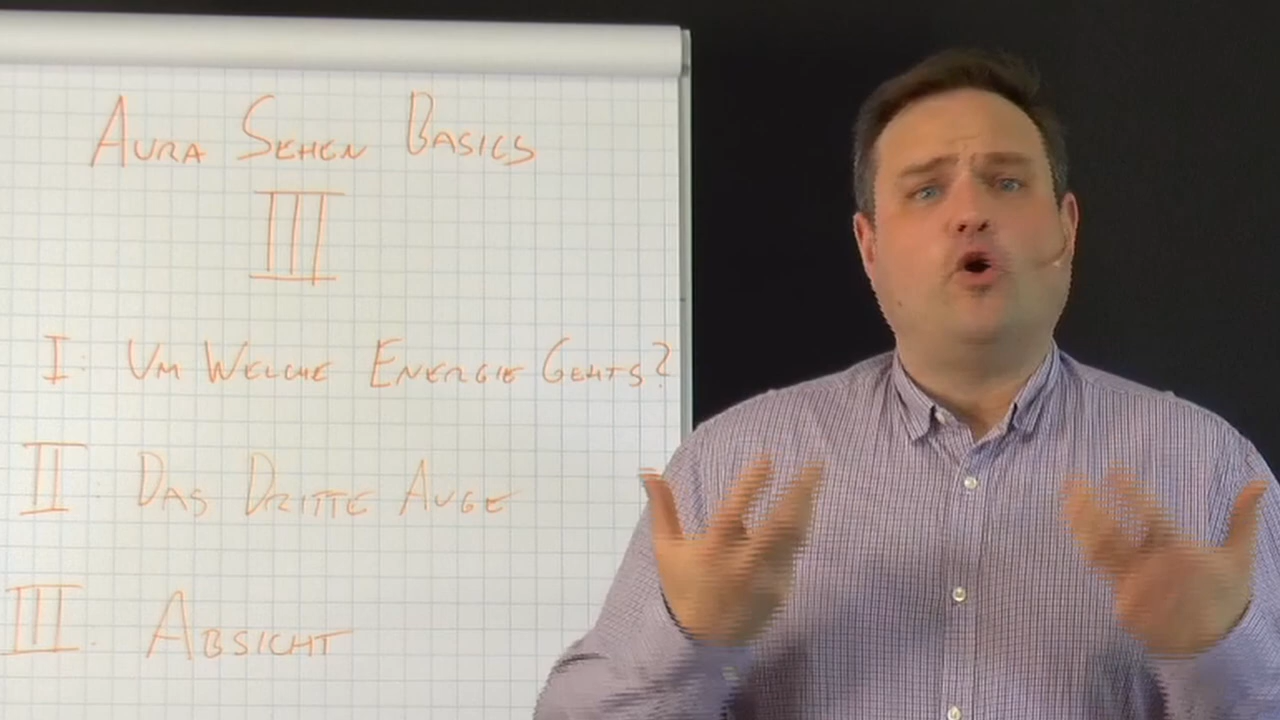 AURA SEHEN BASICS
III
I: UM WELCHE ENERGIE GEHTS?
II: DAS DRITTE AUGE
III. ABSICHT